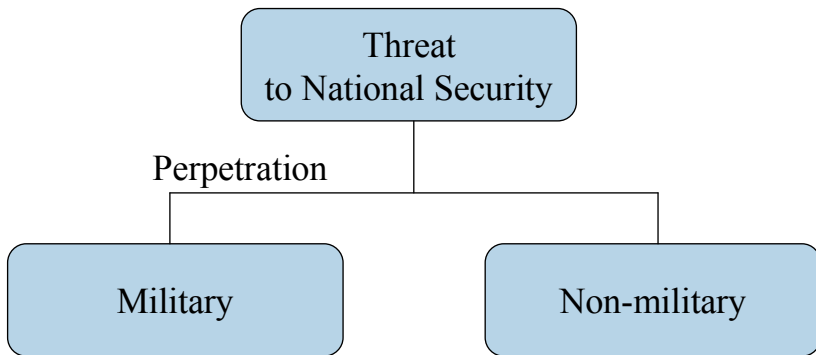 Threat
to National Security
Perpetration
Military
Non-military